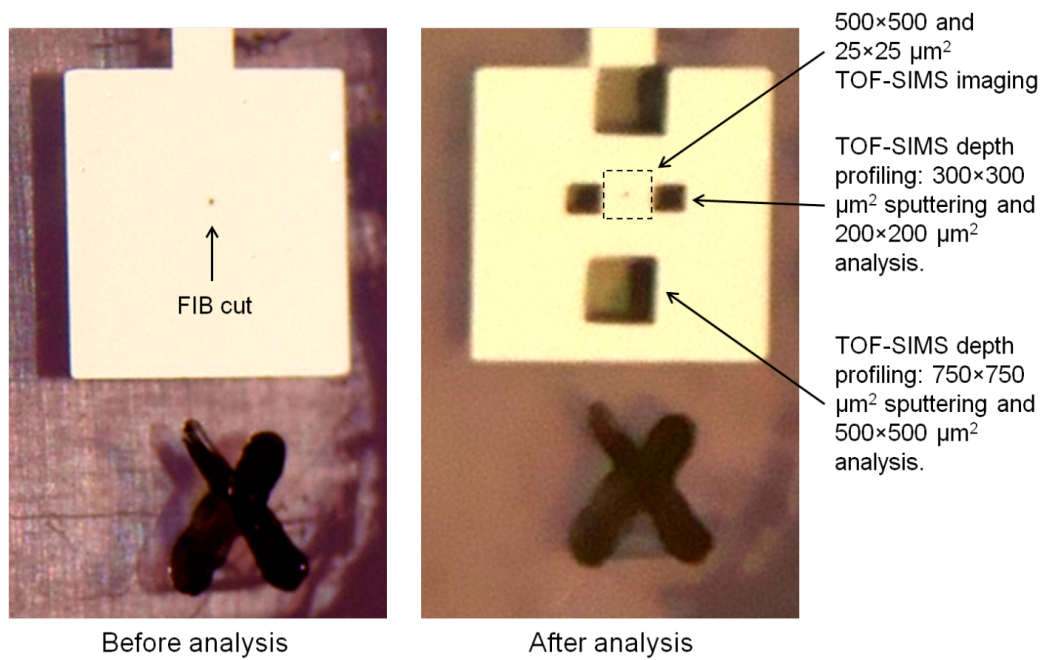 500×500 and
25×25 µm²
TOF-SIMS imaging
TOF-SIMS depth
profiling: 300×300
µm² sputtering and
200×200 µm²
analysis.
FIB cut
TOF-SIMS depth
profiling: 750×750
µm² sputtering and
500×500 µm²
analysis.
Before analysis
After analysis